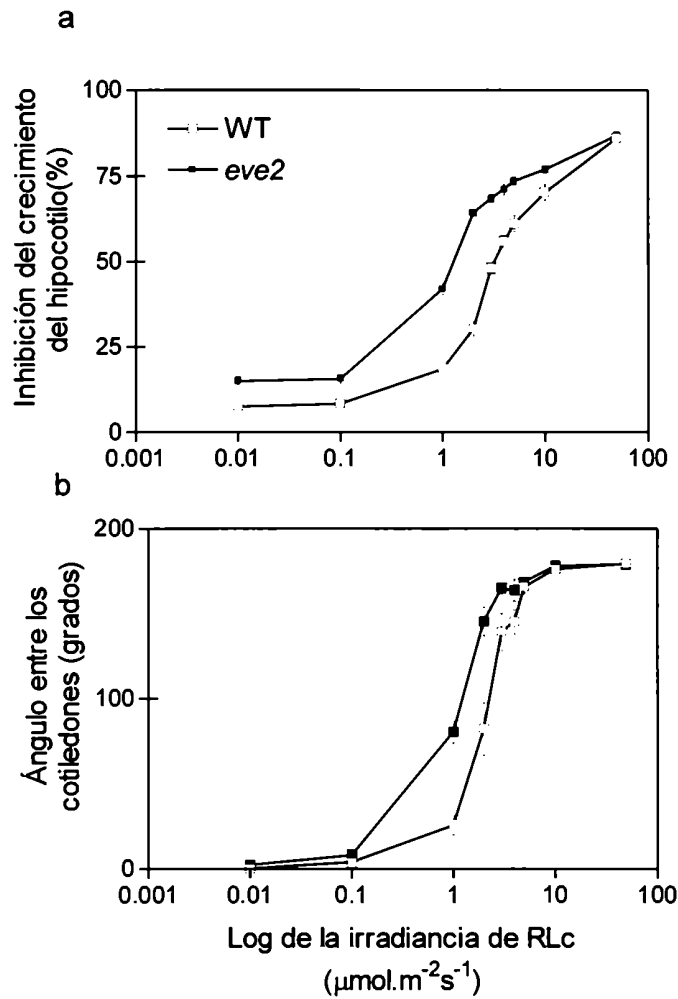 a
100
75
50
25
0
Inhibición del crecimiento
del hipocotilo(%)
WT
eve2
0.001 0.01 0.1 1 10 100
b
200
100
0
Ángulo entre los
cotiledones (grados)
0.001 0.01 0.1 1 10 100
Log de la irradiancia de RLc
(μmol.m⁻²s⁻¹)